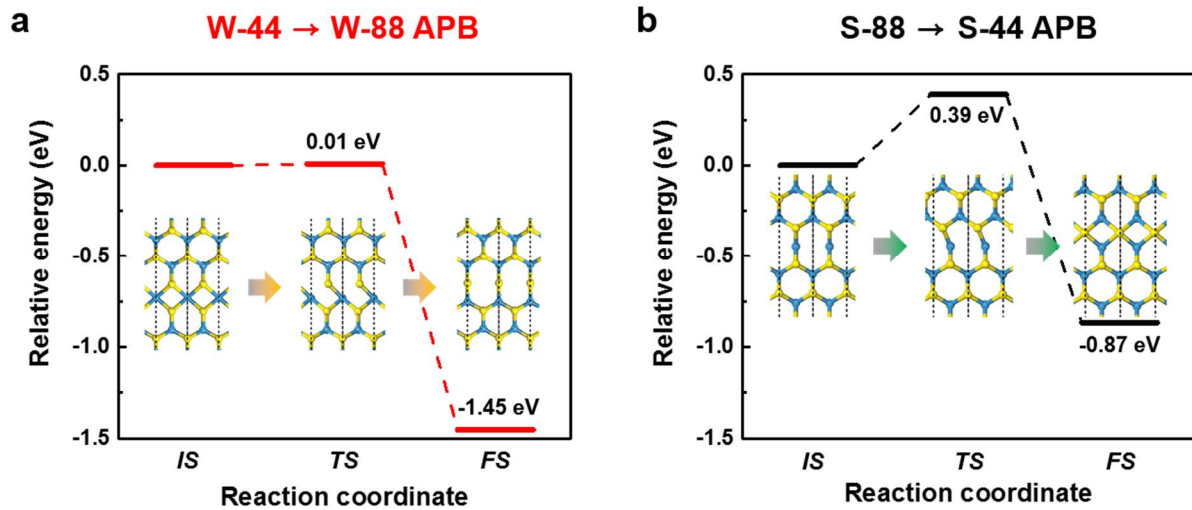 a
W-44 → W-88 APB
Relative energy (eV)
0.5
0.0
-0.5
-1.0
-1.5
0.01 eV
-1.45 eV
IS
TS
FS
Reaction coordinate
b
S-88 → S-44 APB
Relative energy (eV)
0.5
0.0
-0.5
-1.0
-1.5
0.39 eV
-0.87 eV
IS
TS
FS
Reaction coordinate